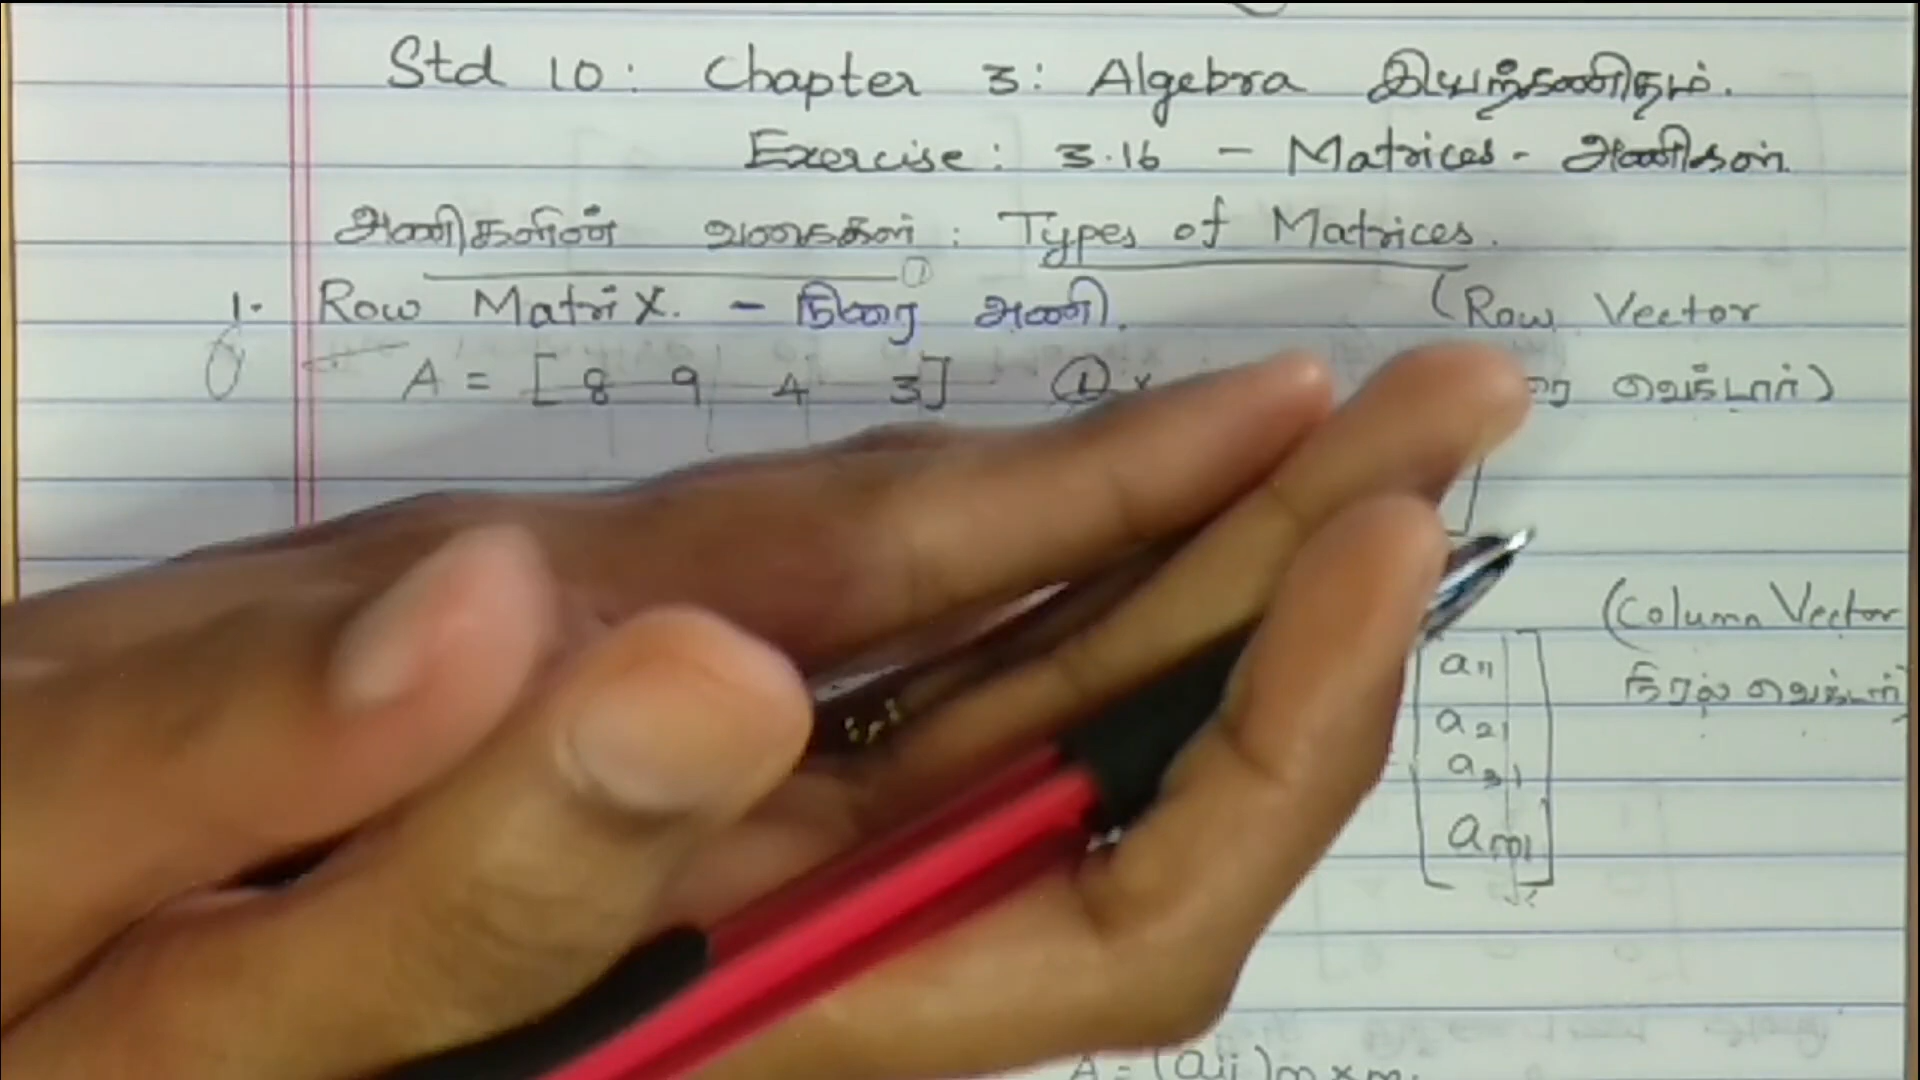 Std 10: Chapter 3: Algebra இயற்கணிதம்.
Exercise: 3.16 - Matrices - அணிகள்.
அணிகளின் வகைகள்: Types of Matrices.
1. Row Matrix. - நிரை அணி. (Row Vector
A = [ 8 9 4 3 ] ① × வெக்டார்)
(Column Vector
a11
நிரல் வெக்டார்)
a21
a31
am1
A = (aij)m×n.